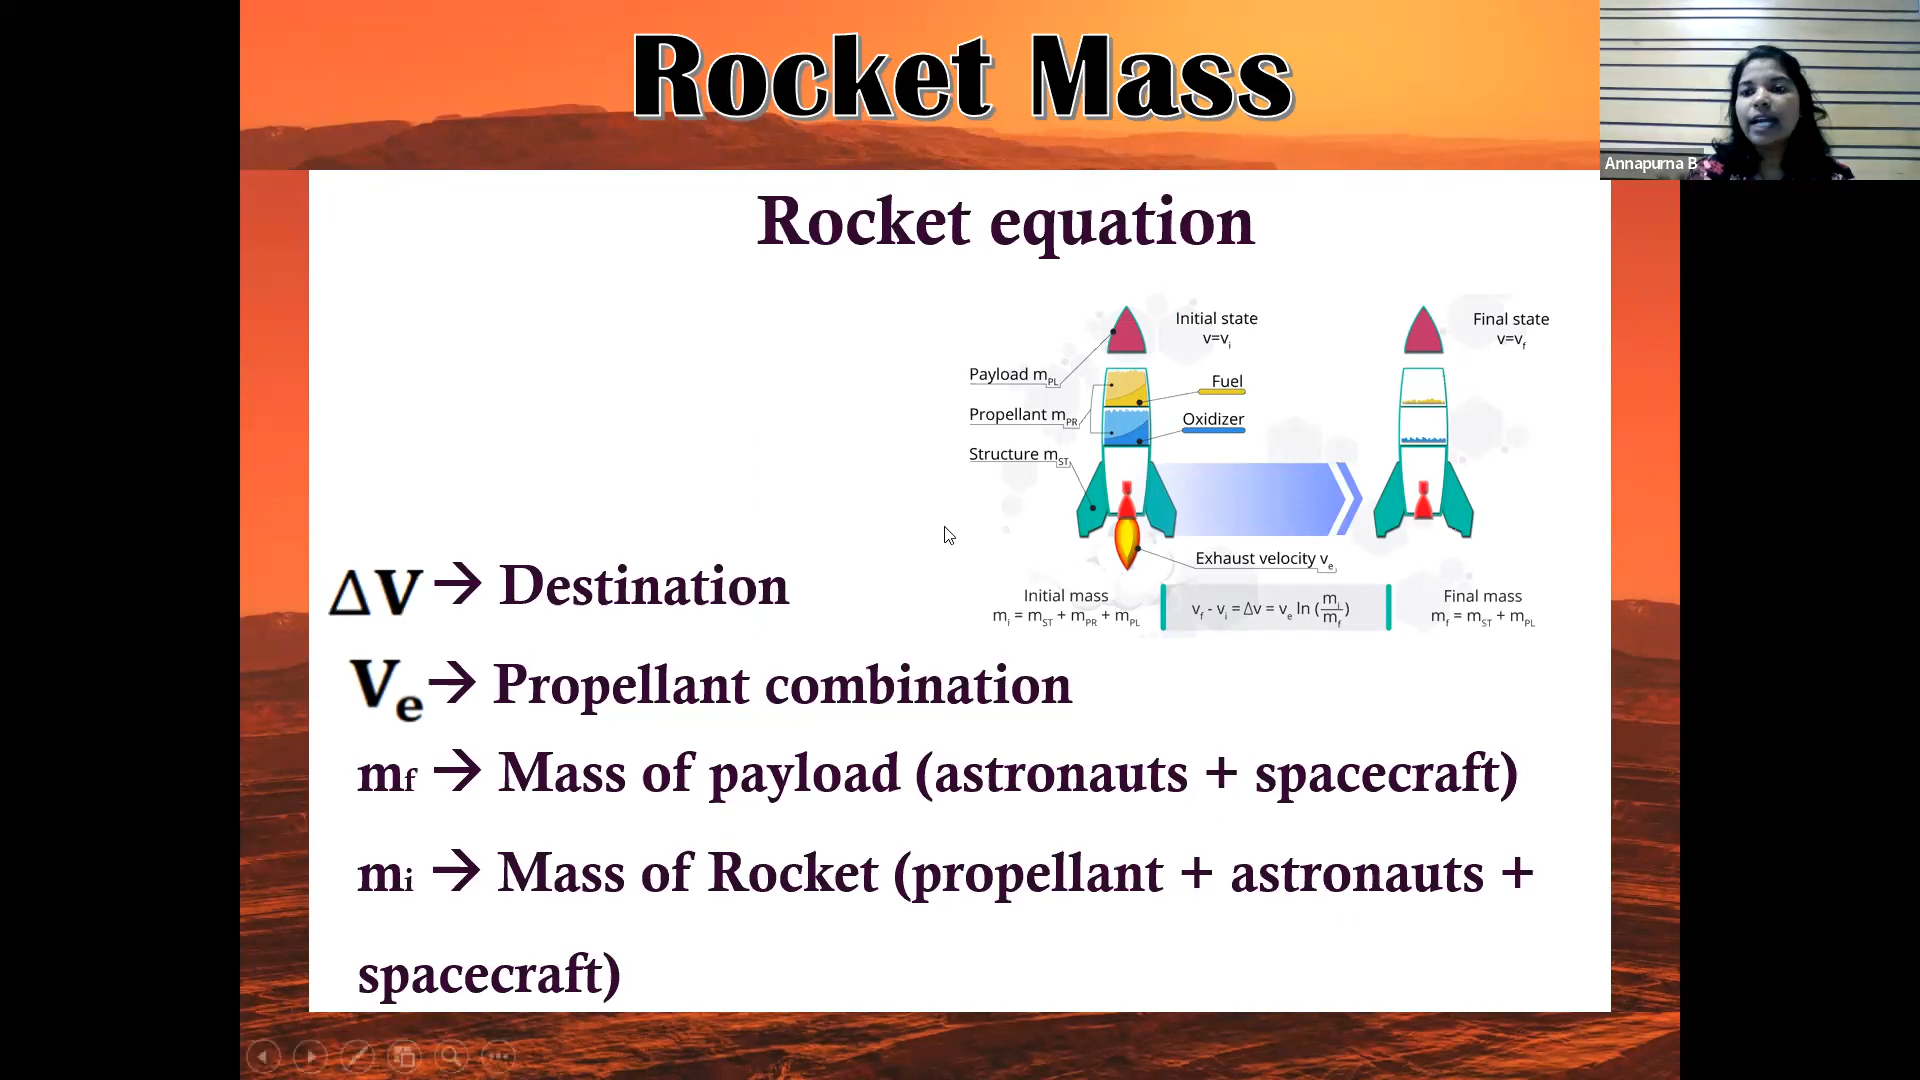 Rocket Mass
Annapurna B
Rocket equation
Initial state
v=vi
Final state
v=vf
Payload mPL
Fuel
Propellant mPR
Oxidizer
Structure mST
Exhaust velocity ve
Initial mass
mi = mST + mPR + mPL
vf - vi = Δv = ve ln (mi/mf)
Final mass
mf = mST + mPL
ΔV → Destination
Ve → Propellant combination
mf → Mass of payload (astronauts + spacecraft)
mi → Mass of Rocket (propellant + astronauts +
spacecraft)